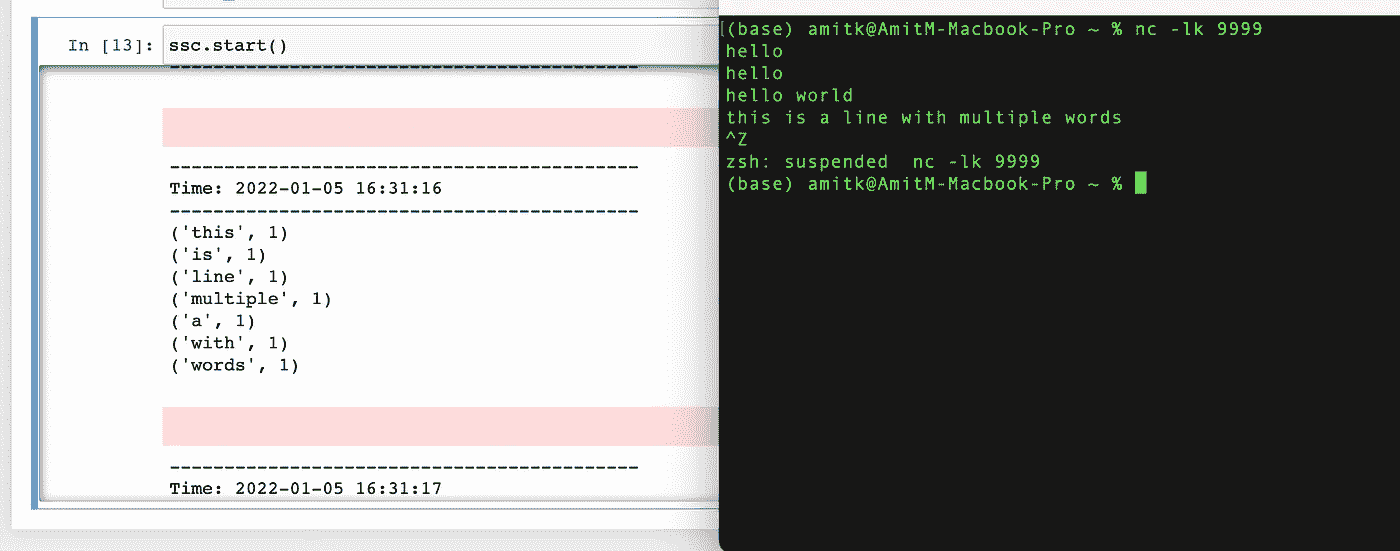 In [13]: ssc.start()
-------------------------------------------
-------------------------------------------
Time: 2022-01-05 16:31:16
-------------------------------------------
('this', 1)
('is', 1)
('line', 1)
('multiple', 1)
('a', 1)
('with', 1)
('words', 1)
-------------------------------------------
Time: 2022-01-05 16:31:17
[(base) amitk@AmitM-Macbook-Pro ~ % nc -lk 9999
hello
hello
hello world
this is a line with multiple words
^Z
zsh: suspended  nc -lk 9999
(base) amitk@AmitM-Macbook-Pro ~ %